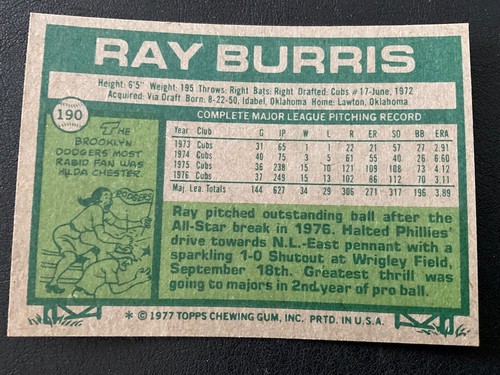 RAY BURRIS
Height: 6'5" Weight: 195 Throws: Right Bats: Right Drafted: Cubs #17-June, 1972
Acquired: Via Draft Born: 8-22-50, Idabel, Oklahoma Home: Lawton, Oklahoma
190
COMPLETE MAJOR LEAGUE PITCHING RECORD
Year Club G IP W L R ER SO BB ERA
1973 Cubs 31 65 1 1 22 21 57 27 2.91
1974 Cubs 40 75 3 5 61 55 40 26 6.60
1975 Cubs 36 238 15 10 121 109 108 73 4.12
1976 Cubs 37 249 15 13 102 86 112 70 3.11
Maj. Lea. Totals 144 627 34 29 306 271 317 196 3.89
THE
BROOKLYN
DODGERS MOST
RABID FAN WAS
HILDA CHESTER.
DODGERS
Ray pitched outstanding ball after the
All-Star break in 1976. Halted Phillies'
drive towards N.L.-East pennant with a
sparkling 1-0 Shutout at Wrigley Field,
September 18th. Greatest thrill was
going to majors in 2nd.year of pro ball.
* © 1977 TOPPS CHEWING GUM, INC. PRTD. IN U.S.A.